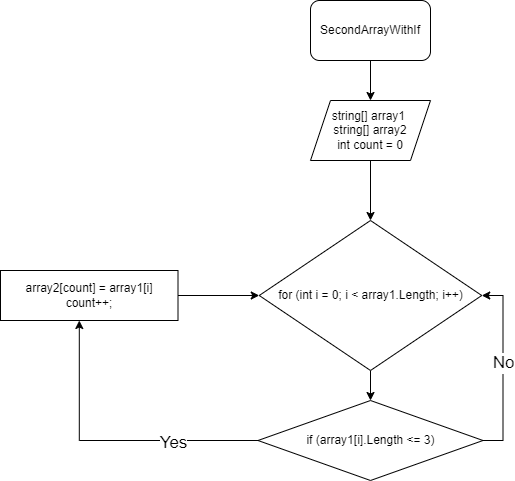 SecondArrayWithIf
string[] array1
string[] array2
int count = 0
for (int i = 0; i < array1.Length; i++)
array2[count] = array1[i]
count++;
No
if (array1[i].Length <= 3)
Yes